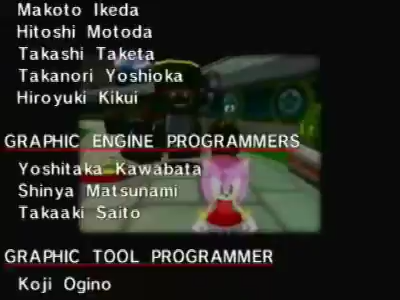 Makoto Ikeda
Hitoshi Motoda
Takashi Taketa
Takanori Yoshioka
Hiroyuki Kikui
GRAPHIC ENGINE PROGRAMMERS
Yoshitaka Kawabata
Shinya Matsunami
Takaaki Saito
GRAPHIC TOOL PROGRAMMER
Koji Ogino